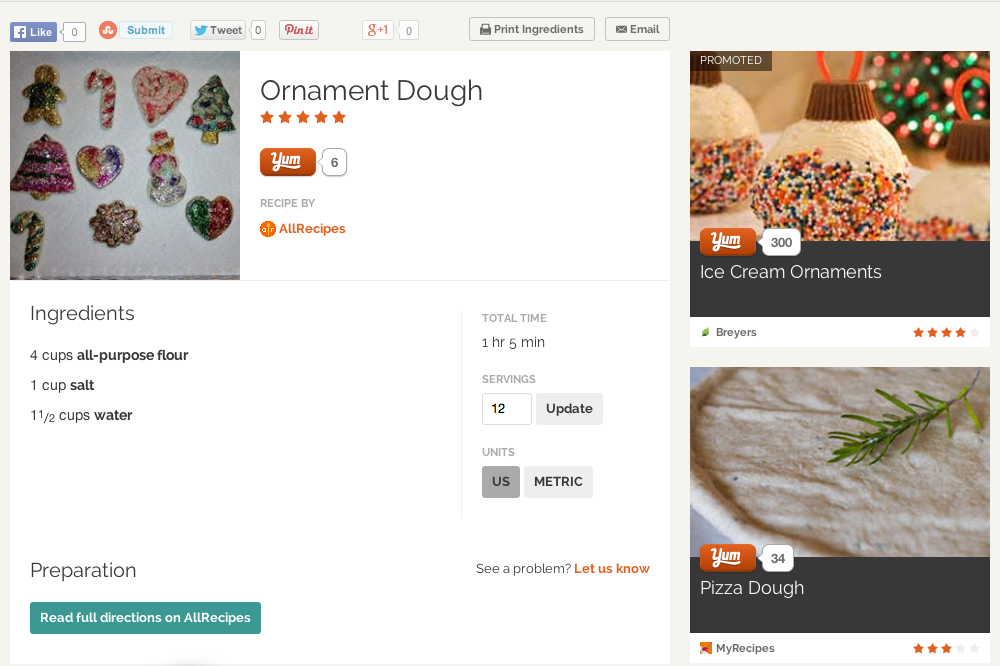 Like 0 Submit Tweet 0 Pin it g+1 0 Print Ingredients Email
Ornament Dough
Yum 6
RECIPE BY
AllRecipes
Ingredients
4 cups all-purpose flour
1 cup salt
1 1/2 cups water
TOTAL TIME
1 hr 5 min
SERVINGS
12 Update
UNITS
US METRIC
Preparation
See a problem? Let us know
Read full directions on AllRecipes
PROMOTED
Yum 300
Ice Cream Ornaments
Breyers
Yum 34
Pizza Dough
MyRecipes